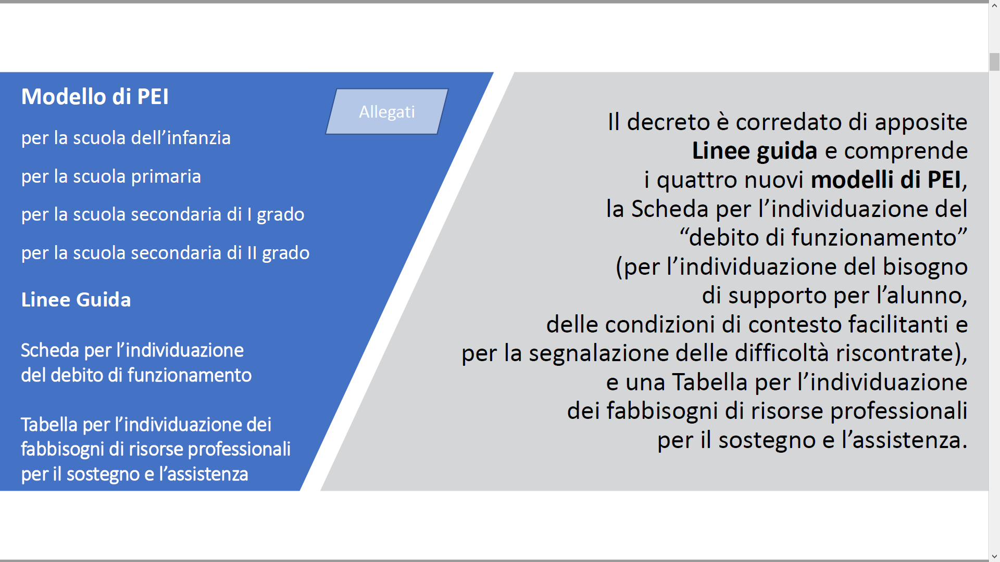 Modello di PEI
per la scuola dell’infanzia
per la scuola primaria
per la scuola secondaria di I grado
per la scuola secondaria di II grado
Linee Guida
Scheda per l’individuazione
del debito di funzionamento
Tabella per l’individuazione dei
fabbisogni di risorse professionali
per il sostegno e l’assistenza
Allegati
Il decreto è corredato di apposite
Linee guida e comprende
i quattro nuovi modelli di PEI,
la Scheda per l’individuazione del
“debito di funzionamento”
(per l’individuazione del bisogno
di supporto per l’alunno,
delle condizioni di contesto facilitanti e
per la segnalazione delle difficoltà riscontrate),
e una Tabella per l’individuazione
dei fabbisogni di risorse professionali
per il sostegno e l’assistenza.